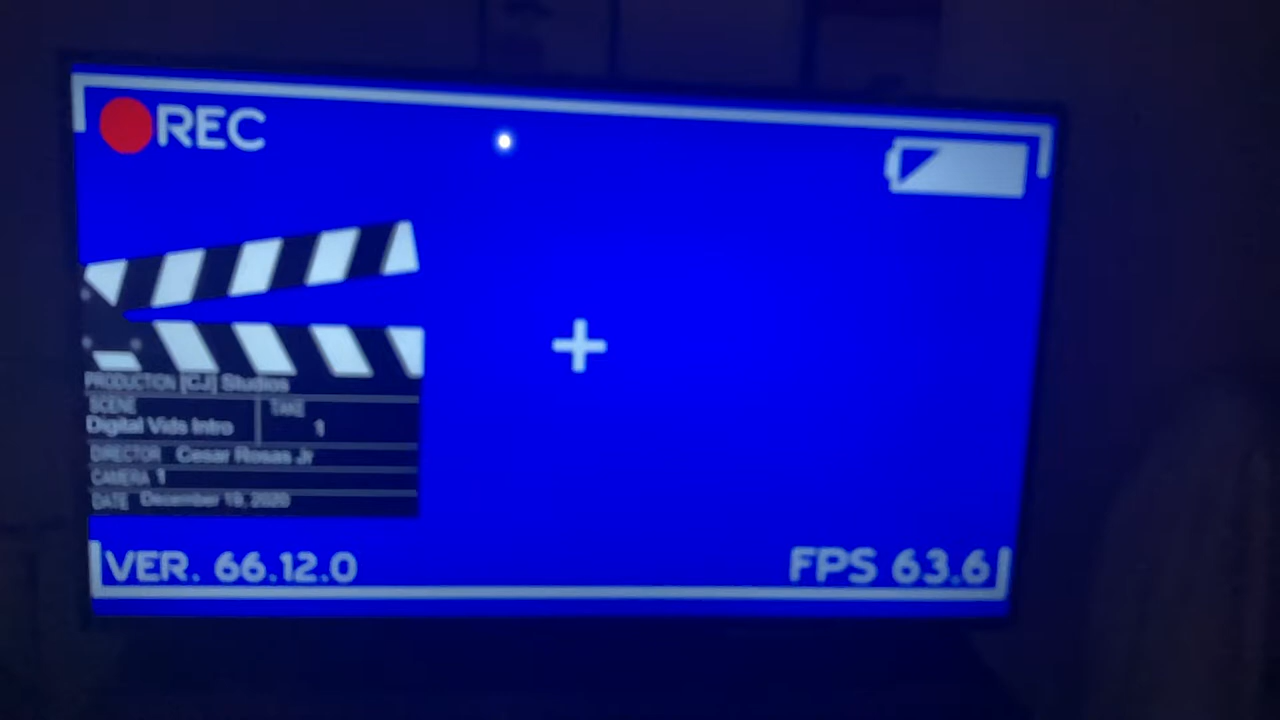 REC
PRODUCTION [CJ] Studios
SCENE TAKE
Digital Vids Intro 1
DIRECTOR Cesar Rosas Jr
CAMERA 1
DATE December 19, 2020
VER. 66.12.0
FPS 63.6